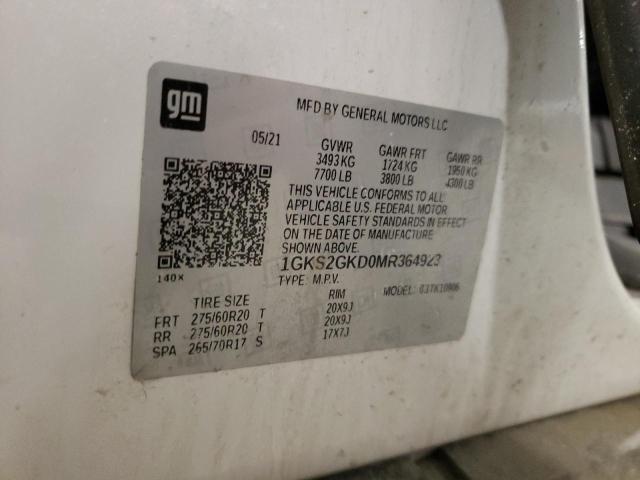 gm
MFD BY GENERAL MOTORS LLC
05/21 GVWR GAWR FRT GAWR RR
3493 KG 1724 KG 1950 KG
7700 LB 3800 LB 4300 LB
THIS VEHICLE CONFORMS TO ALL
APPLICABLE U.S. FEDERAL MOTOR
VEHICLE SAFETY STANDARDS IN EFFECT
ON THE DATE OF MANUFACTURE
SHOWN ABOVE.
140X
1GKS2GKD0MR364923
TYPE: M.P.V. MODEL: 03TK10906
TIRE SIZE RIM
FRT 275/60R20 T 20X9J
RR 275/60R20 T 20X9J
SPA 265/70R17 S 17X7J